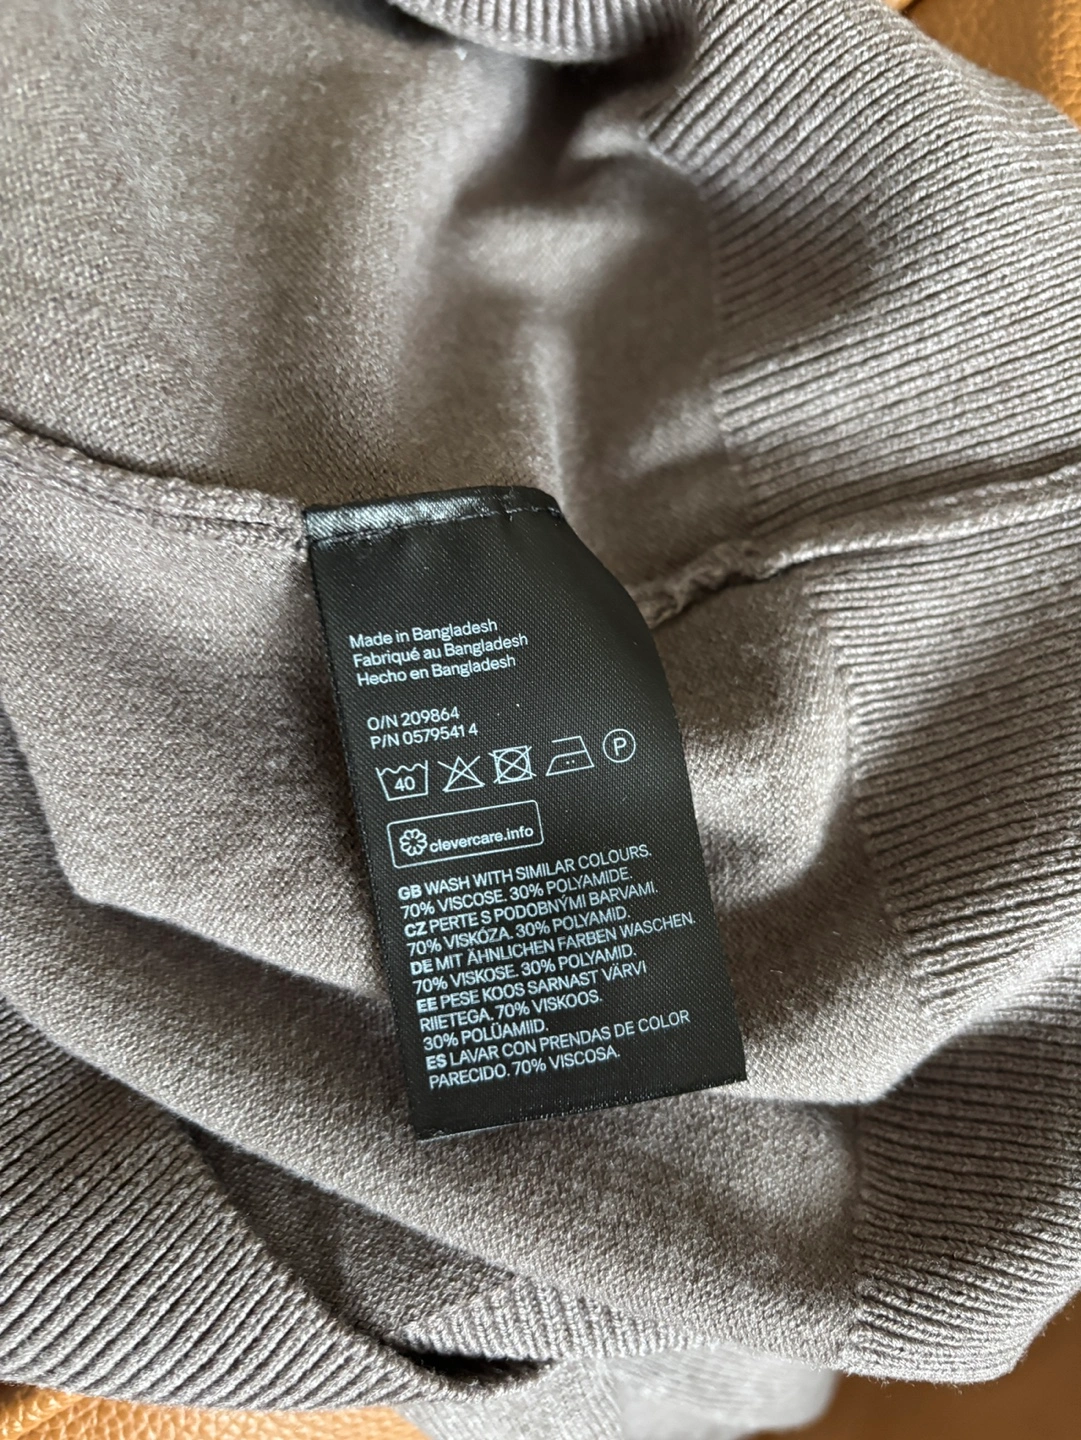 Made in Bangladesh
Fabriqué au Bangladesh
Hecho en Bangladesh
O/N 209864
P/N 0579541 4
40
P
clevercare.info
GB WASH WITH SIMILAR COLOURS.
70% VISCOSE. 30% POLYAMIDE.
CZ PERTE S PODOBNÝMI BARVAMI.
70% VISKÓZA. 30% POLYAMID.
DE MIT ÄHNLICHEN FARBEN WASCHEN.
70% VISKOSE. 30% POLYAMID.
EE PESE KOOS SARNAST VÄRVI
RIIETEGA. 70% VISKOOS.
30% POLÜAMIID.
ES LAVAR CON PRENDAS DE COLOR
PARECIDO. 70% VISCOSA.